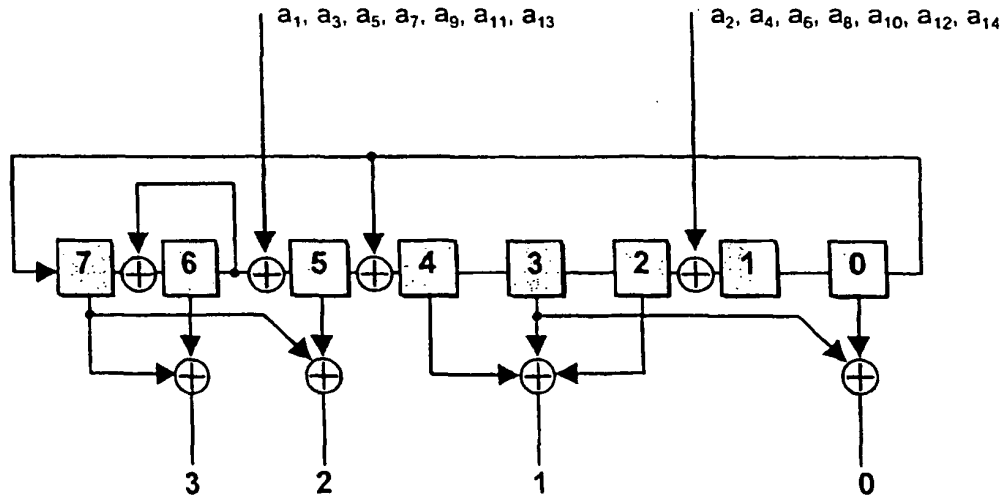 a₁, a₃, a₅, a₇, a₉, a₁₁, a₁₃
a₂, a₄, a₆, a₈, a₁₀, a₁₂, a₁₄
7 6 5 4 3 2 1 0
3 2 1 0